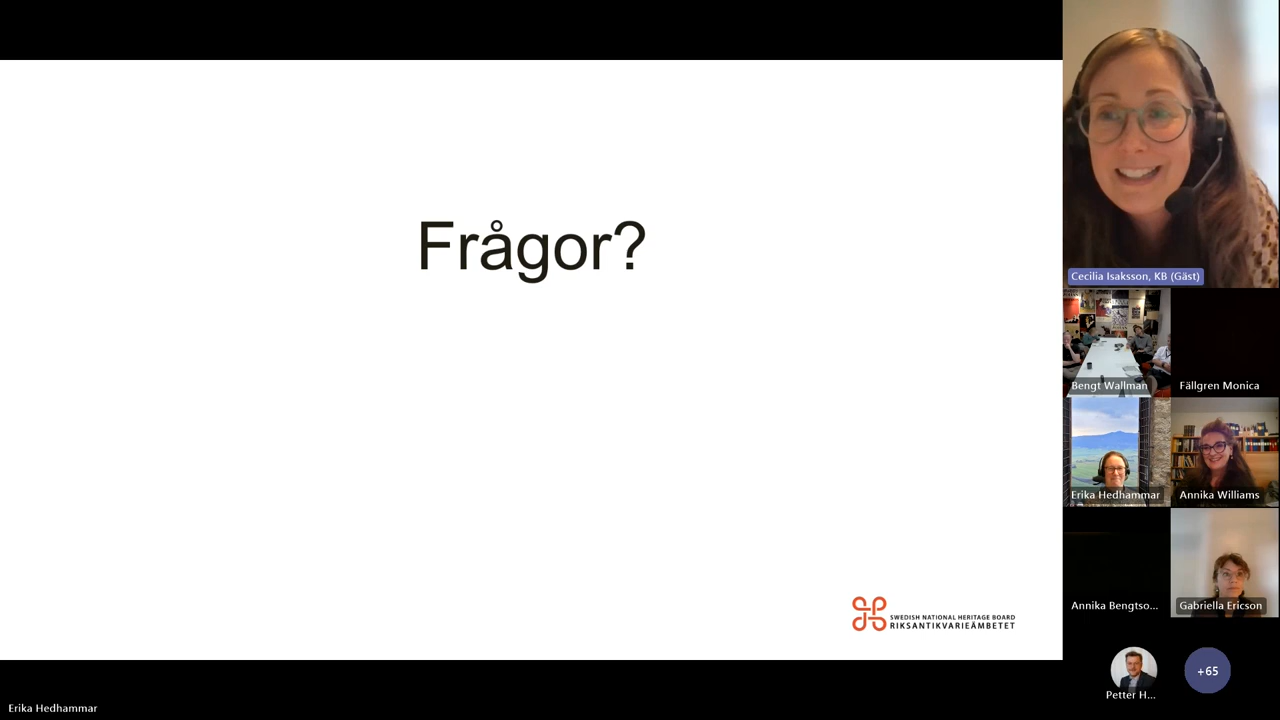 Frågor?
SWEDISH NATIONAL HERITAGE BOARD
RIKSANTIKVARIEÄMBETET
Erika Hedhammar
Cecilia Isaksson, KB (Gäst)
Bengt Wallman
Fällgren Monica
Erika Hedhammar
Annika Williams
Annika Bengtso...
Gabriella Ericson
Petter H...
+65